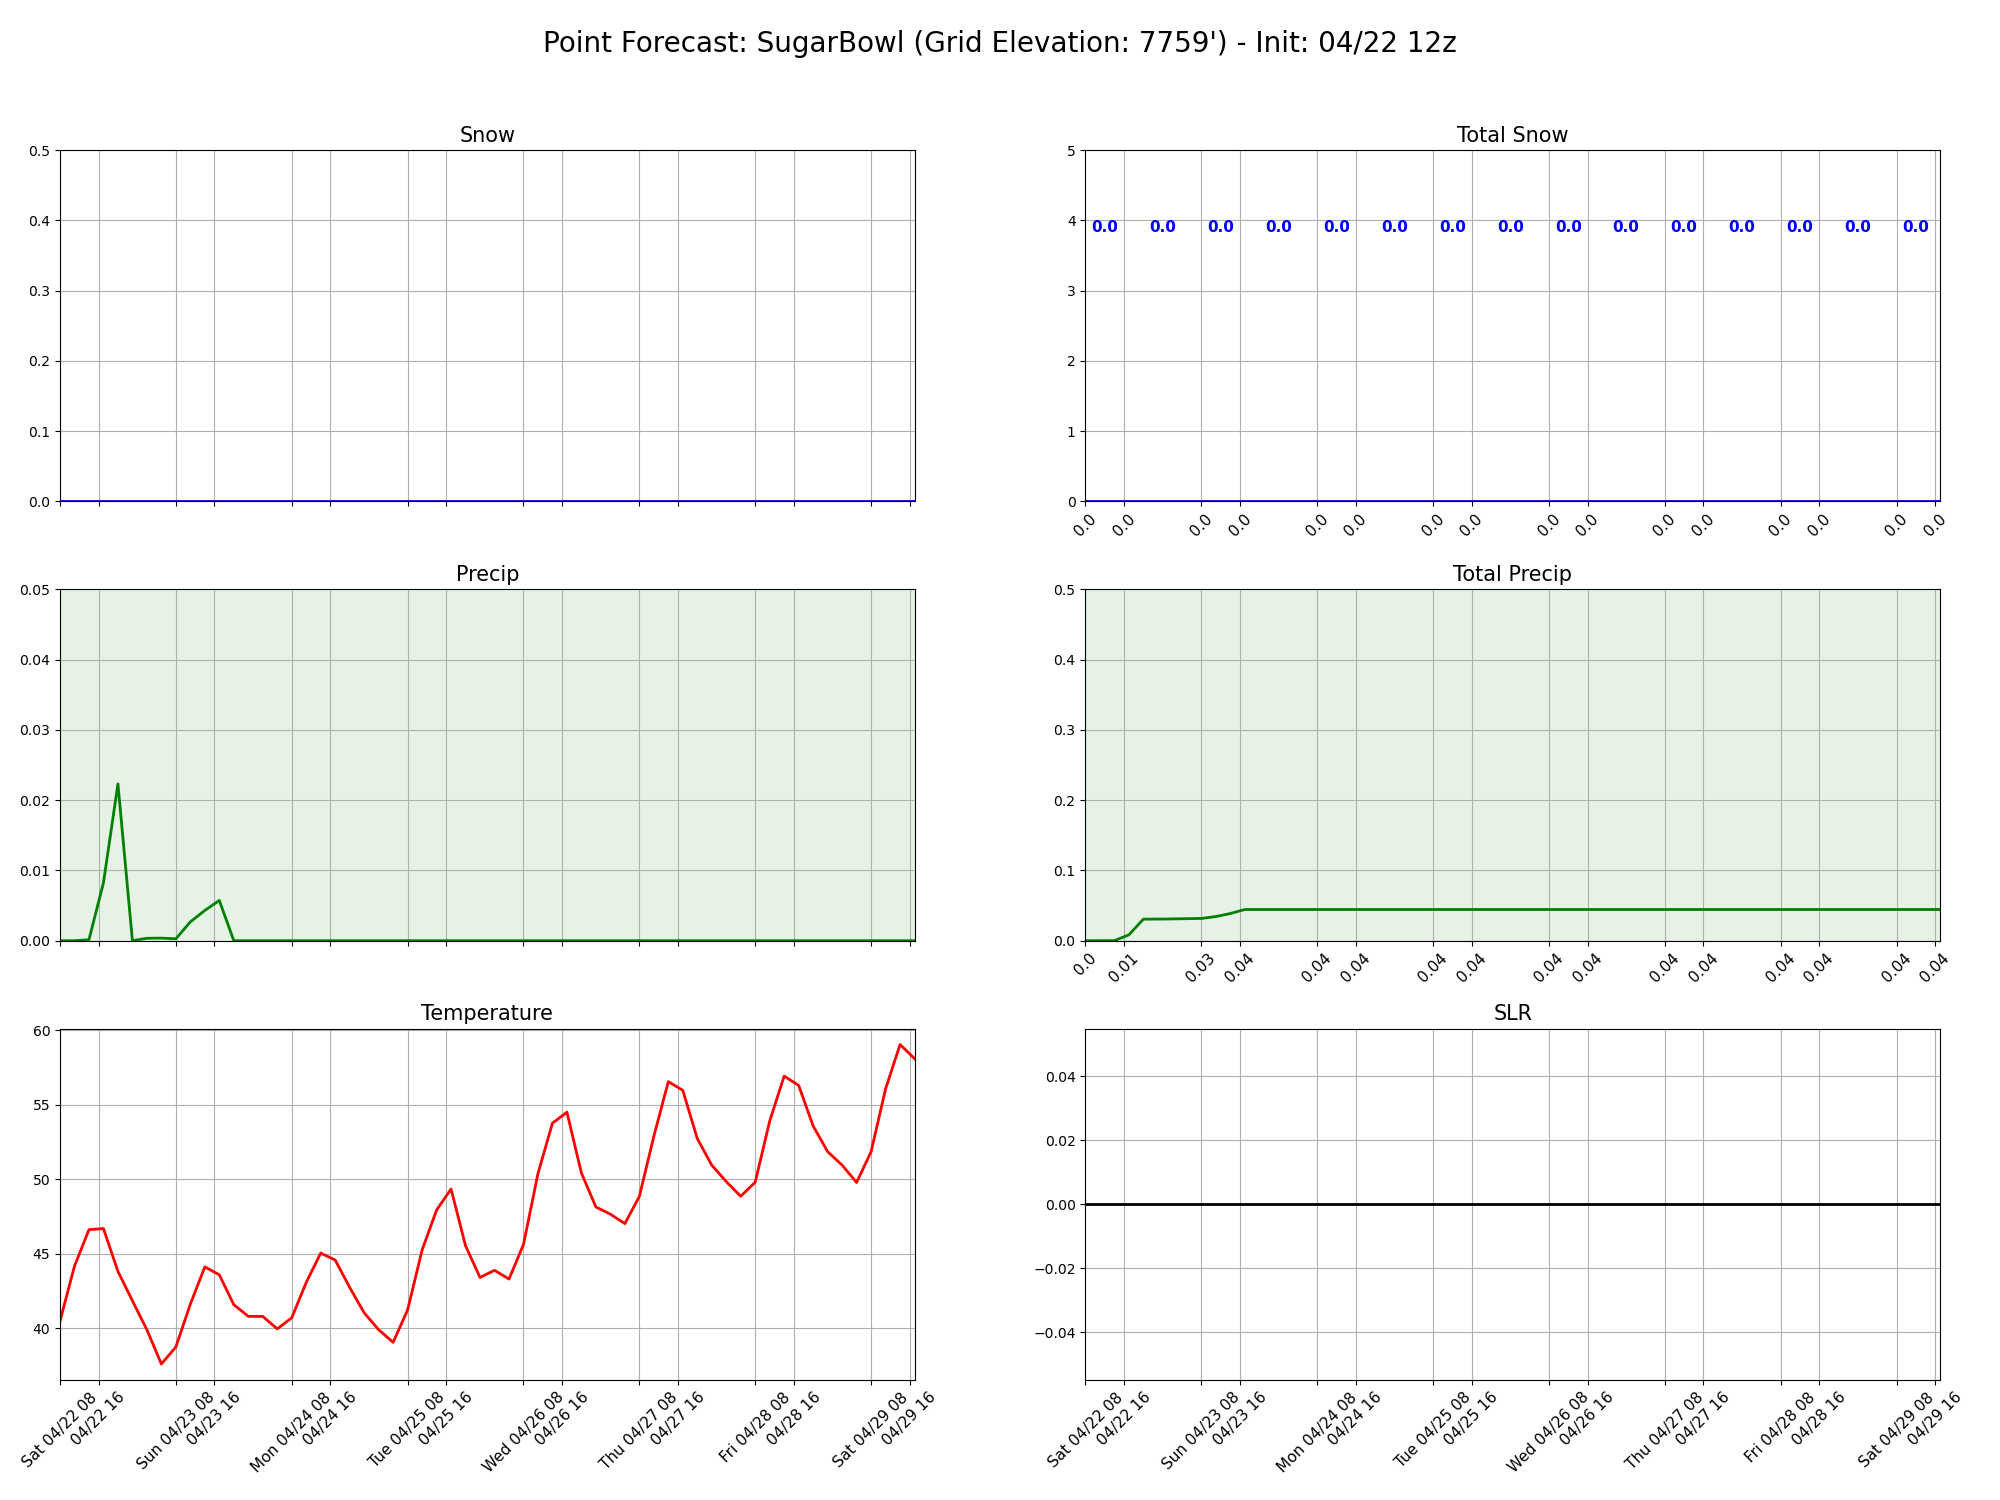 Point Forecast: SugarBowl (Grid Elevation: 7759') - Init: 04/22 12z
Snow
0.5
0.4
0.3
0.2
0.1
0.0
Total Snow
5
4
3
2
1
0
0.0 0.0 0.0 0.0 0.0 0.0 0.0 0.0 0.0 0.0 0.0 0.0 0.0 0.0 0.0
0.0 0.0 0.0 0.0 0.0 0.0 0.0 0.0 0.0 0.0 0.0 0.0 0.0 0.0 0.0 0.0
Precip
0.05
0.04
0.03
0.02
0.01
0.00
Total Precip
0.5
0.4
0.3
0.2
0.1
0.0
0.0 0.01 0.03 0.04 0.04 0.04 0.04 0.04 0.04 0.04 0.04 0.04 0.04 0.04 0.04 0.04
Temperature
60
55
50
45
40
Sat 04/22 08
04/22 16
Sun 04/23 08
04/23 16
Mon 04/24 08
04/24 16
Tue 04/25 08
04/25 16
Wed 04/26 08
04/26 16
Thu 04/27 08
04/27 16
Fri 04/28 08
04/28 16
Sat 04/29 08
04/29 16
SLR
0.04
0.02
0.00
−0.02
−0.04
Sat 04/22 08
04/22 16
Sun 04/23 08
04/23 16
Mon 04/24 08
04/24 16
Tue 04/25 08
04/25 16
Wed 04/26 08
04/26 16
Thu 04/27 08
04/27 16
Fri 04/28 08
04/28 16
Sat 04/29 08
04/29 16